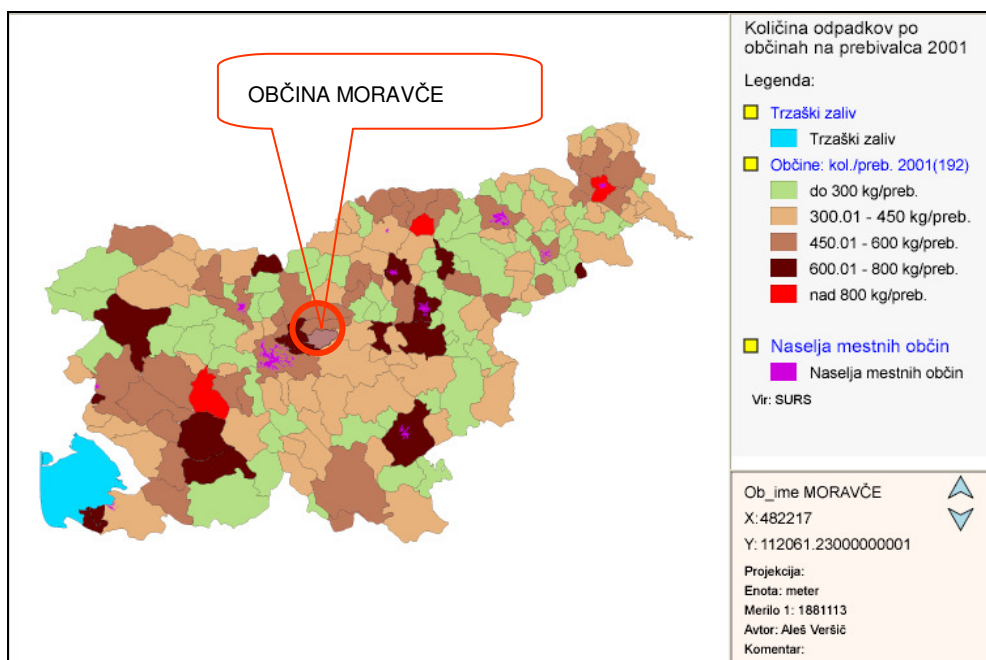 OBČINA MORAVČE
Količina odpadkov po
občinah na prebivalca 2001
Legenda:
Trzaški zaliv
Trzaški zaliv
Občine: kol./preb. 2001(192)
do 300 kg/preb.
300.01 - 450 kg/preb.
450.01 - 600 kg/preb.
600.01 - 800 kg/preb.
nad 800 kg/preb.
Naselja mestnih občin
Naselja mestnih občin
Vir: SURS
Ob_ime MORAVČE
X:482217
Y: 112061.23000000001
Projekcija:
Enota: meter
Merilo 1: 1881113
Avtor: Aleš Veršič
Komentar: